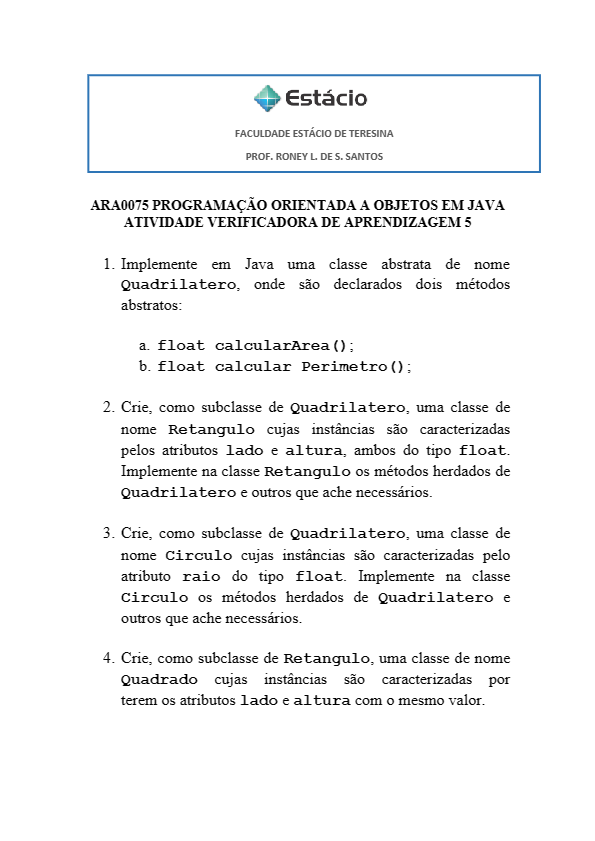 Estácio
FACULDADE ESTÁCIO DE TERESINA
PROF. RONEY L. DE S. SANTOS
ARA0075 PROGRAMAÇÃO ORIENTADA A OBJETOS EM JAVA
ATIVIDADE VERIFICADORA DE APRENDIZAGEM 5
1. Implemente em Java uma classe abstrata de nome
Quadrilatero, onde são declarados dois métodos
abstratos:
a. float calcularArea();
b. float calcular Perimetro();
2. Crie, como subclasse de Quadrilatero, uma classe de
nome Retangulo cujas instâncias são caracterizadas
pelos atributos lado e altura, ambos do tipo float.
Implemente na classe Retangulo os métodos herdados de
Quadrilatero e outros que ache necessários.
3. Crie, como subclasse de Quadrilatero, uma classe de
nome Circulo cujas instâncias são caracterizadas pelo
atributo raio do tipo float. Implemente na classe
Circulo os métodos herdados de Quadrilatero e
outros que ache necessários.
4. Crie, como subclasse de Retangulo, uma classe de nome
Quadrado cujas instâncias são caracterizadas por
terem os atributos lado e altura com o mesmo valor.